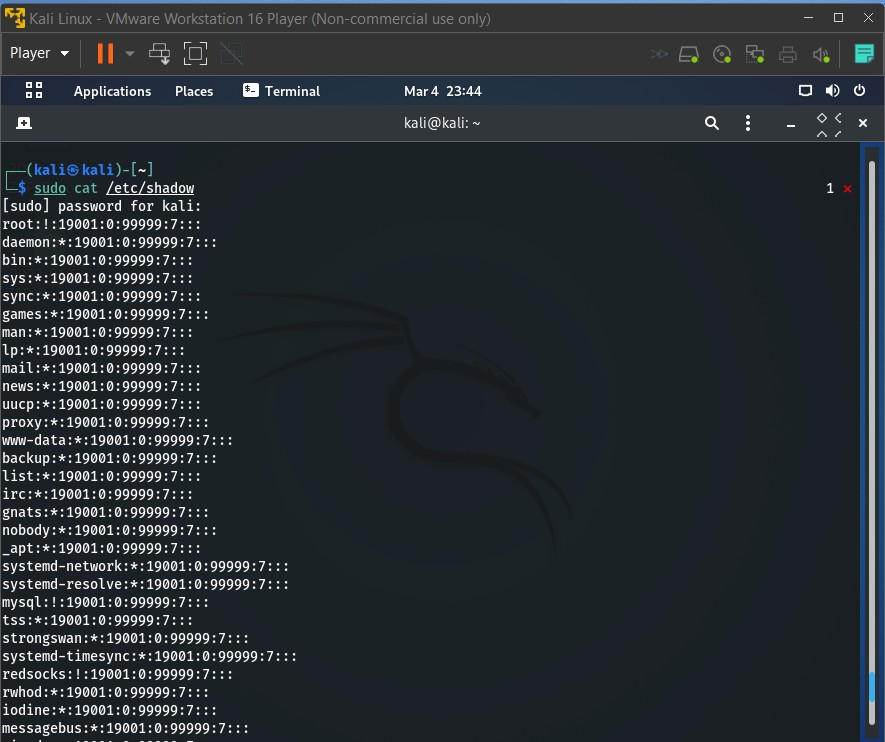 Kali Linux - VMware Workstation 16 Player (Non-commercial use only)
Player
Applications Places Terminal Mar 4 23:44
kali@kali: ~
(kali㉿kali)-[~]
$ sudo cat /etc/shadow 1 ⨯
[sudo] password for kali:
root:!:19001:0:99999:7:::
daemon:*:19001:0:99999:7:::
bin:*:19001:0:99999:7:::
sys:*:19001:0:99999:7:::
sync:*:19001:0:99999:7:::
games:*:19001:0:99999:7:::
man:*:19001:0:99999:7:::
lp:*:19001:0:99999:7:::
mail:*:19001:0:99999:7:::
news:*:19001:0:99999:7:::
uucp:*:19001:0:99999:7:::
proxy:*:19001:0:99999:7:::
www-data:*:19001:0:99999:7:::
backup:*:19001:0:99999:7:::
list:*:19001:0:99999:7:::
irc:*:19001:0:99999:7:::
gnats:*:19001:0:99999:7:::
nobody:*:19001:0:99999:7:::
_apt:*:19001:0:99999:7:::
systemd-network:*:19001:0:99999:7:::
systemd-resolve:*:19001:0:99999:7:::
mysql:!:19001:0:99999:7:::
tss:*:19001:0:99999:7:::
strongswan:*:19001:0:99999:7:::
systemd-timesync:*:19001:0:99999:7:::
redsocks:!:19001:0:99999:7:::
rwhod:*:19001:0:99999:7:::
iodine:*:19001:0:99999:7:::
messagebus:*:19001:0:99999:7:::